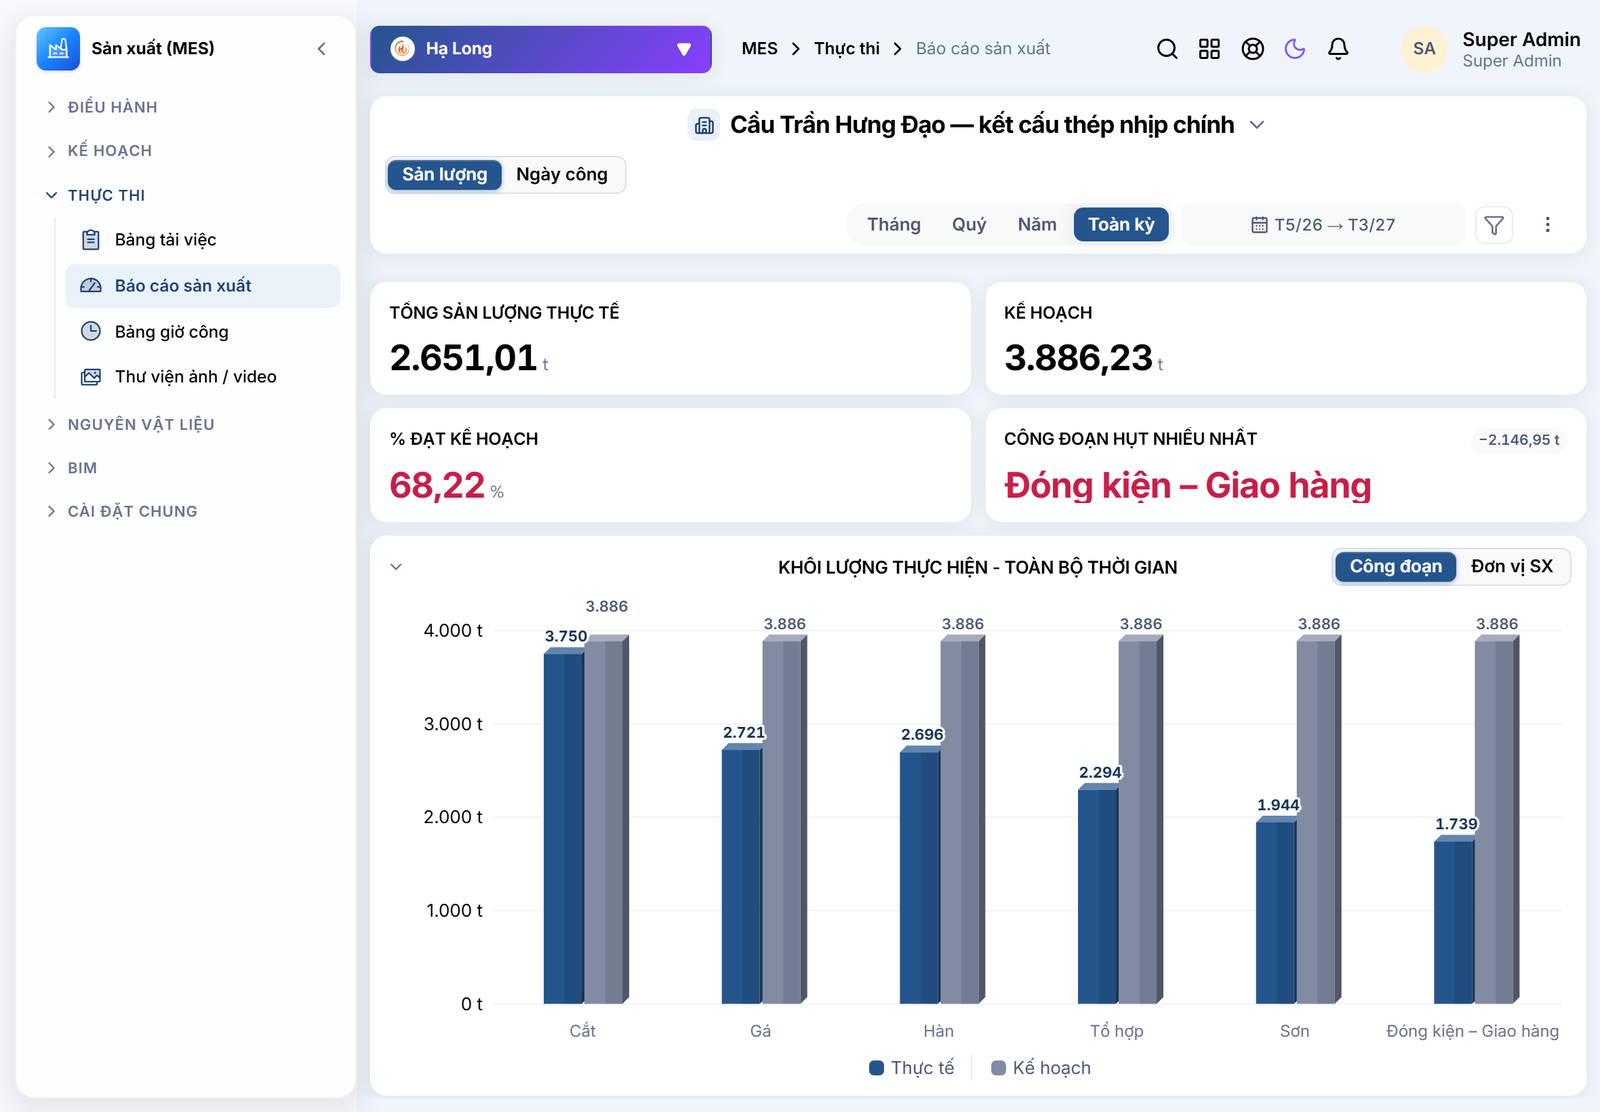 Sản xuất (MES)
ĐIỀU HÀNH
KẾ HOẠCH
THỰC THI
Bảng tải việc
Báo cáo sản xuất
Bảng giờ công
Thư viện ảnh / video
NGUYÊN VẬT LIỆU
BIM
CÀI ĐẶT CHUNG
Hạ Long
MES > Thực thi > Báo cáo sản xuất
SA
Super Admin
Super Admin
Cầu Trần Hưng Đạo — kết cấu thép nhịp chính
Sản lượng Ngày công
Tháng Quý Năm Toàn kỳ T5/26 → T3/27
TỔNG SẢN LƯỢNG THỰC TẾ
2.651,01 t
KẾ HOẠCH
3.886,23 t
% ĐẠT KẾ HOẠCH
68,22 %
CÔNG ĐOẠN HỤT NHIỀU NHẤT −2.146,95 t
Đóng kiện – Giao hàng
KHỐI LƯỢNG THỰC HIỆN - TOÀN BỘ THỜI GIAN
Công đoạn Đơn vị SX
4.000 t
3.000 t
2.000 t
1.000 t
0 t
3.750 3.886
2.721 3.886
2.696 3.886
2.294 3.886
1.944 3.886
1.739 3.886
Cắt Gá Hàn Tổ hợp Sơn Đóng kiện – Giao hàng
Thực tế Kế hoạch